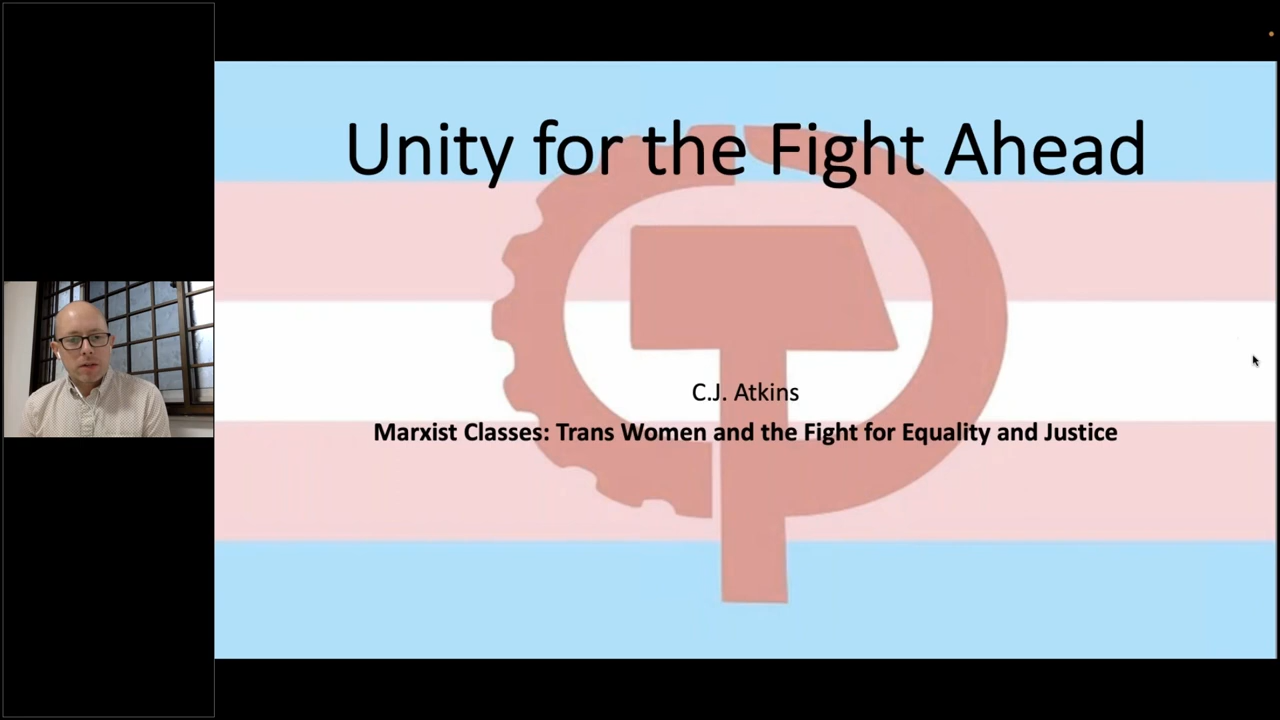 Unity for the Fight Ahead
C.J. Atkins
Marxist Classes: Trans Women and the Fight for Equality and Justice